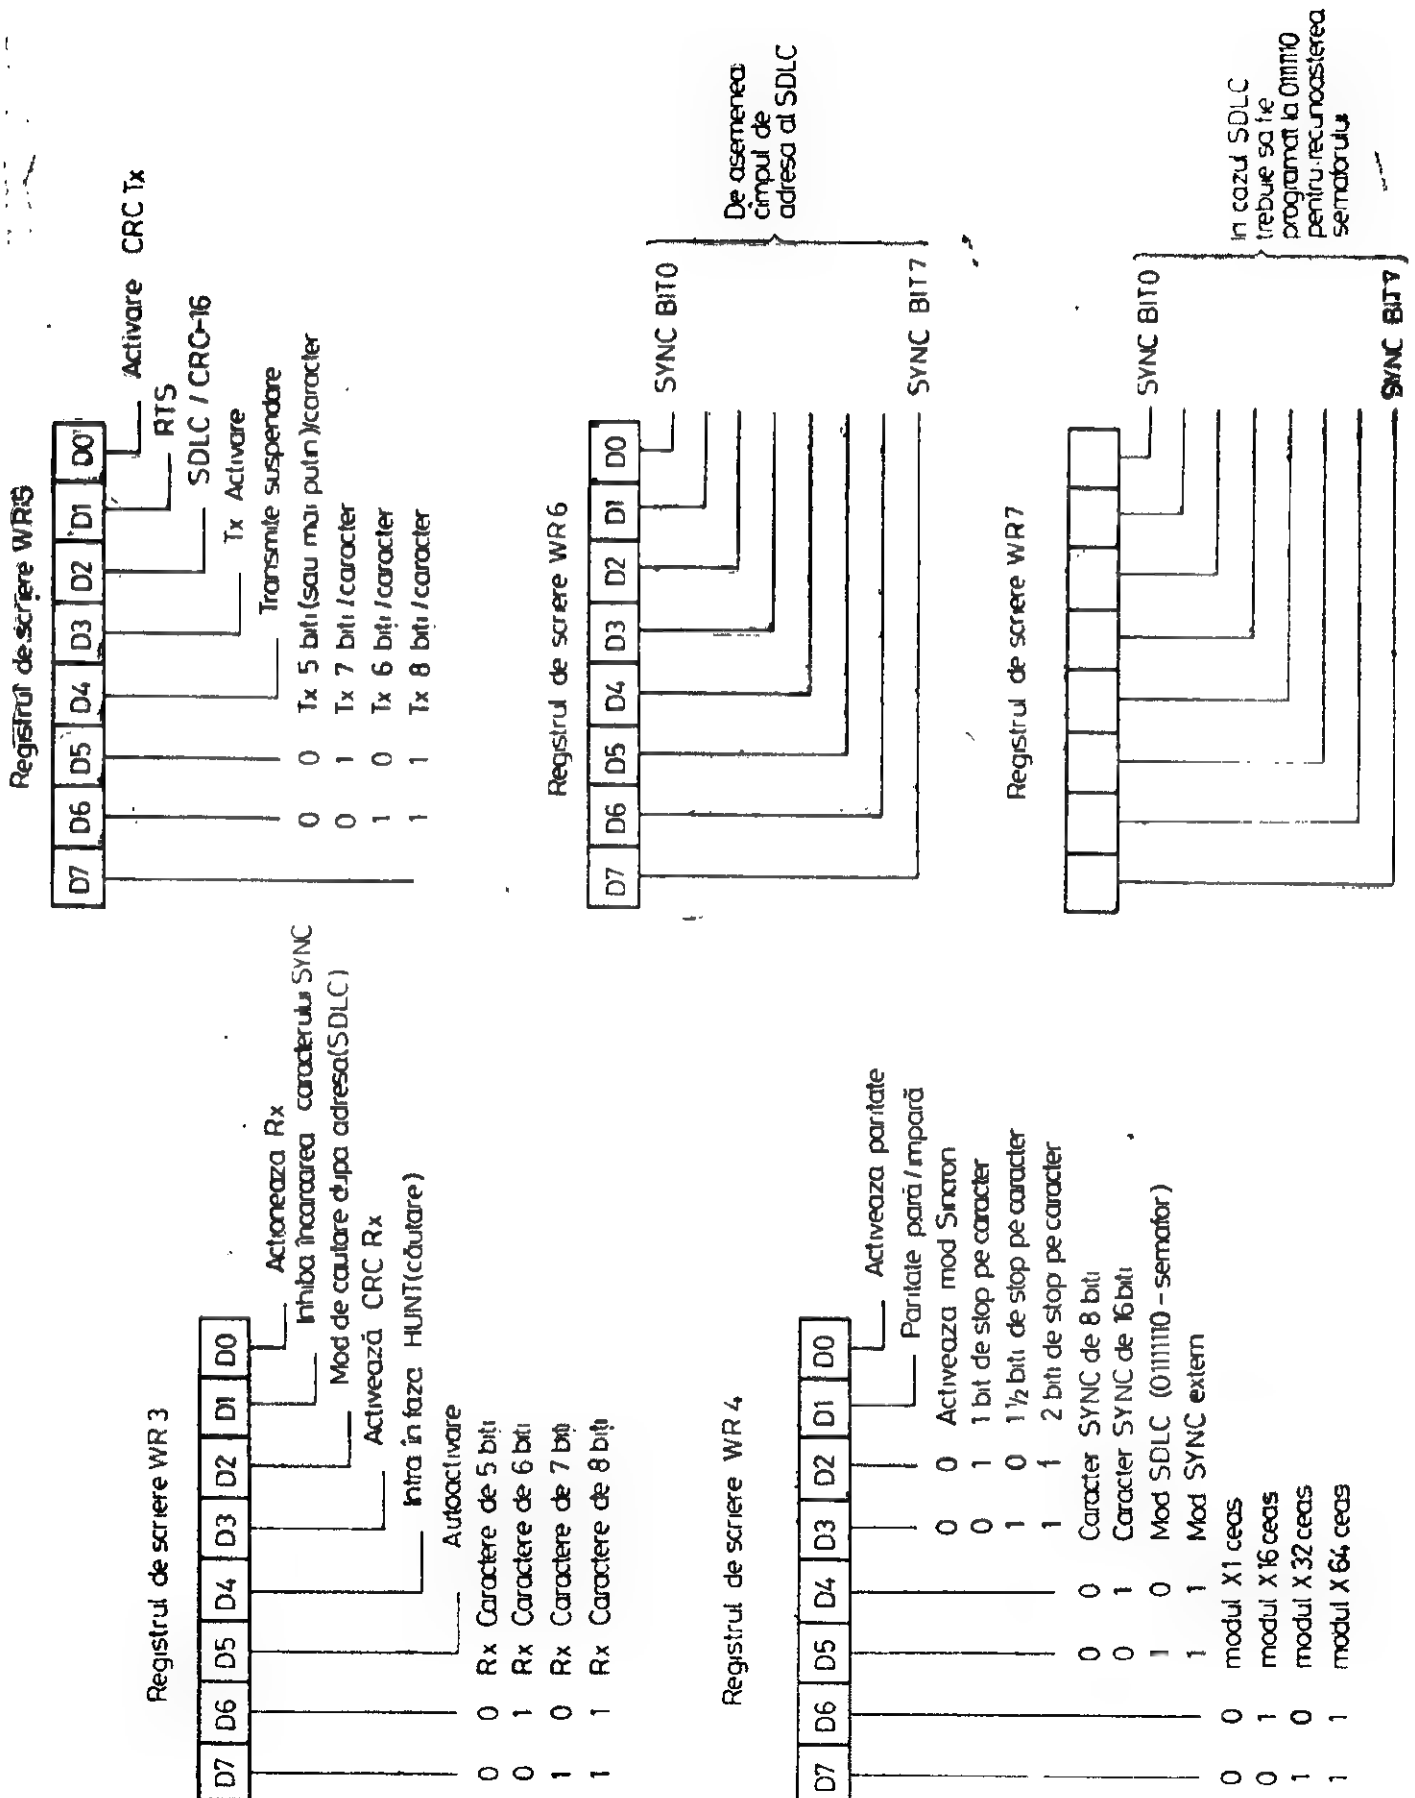 Registrul de scriere WR 3
D7 D6 D5 D4 D3 D2 D1 D0
Actioneaza Rx
Inhiba încarcarea caracterului SYNC
Mod de cautare dupa adresa(SDLC)
Activează CRC Rx
Intra în faza HUNT(căutare)
Autoactivare
0 0 Rx Caractere de 5 biti
0 1 Rx Caractere de 6 biti
1 0 Rx Caractere de 7 biți
1 1 Rx Caractere de 8 biți
Registrul de scriere WR 4
D7 D6 D5 D4 D3 D2 D1 D0
Activeaza paritate
Paritate pară / impară
0 0 Activeaza mod Sincron
0 1 1 bit de stop pe caracter
1 0 1 1/2 biti de stop pe caracter
1 1 2 biti de stop pe caracter
0 0 Caracter SYNC de 8 biti
0 1 Caracter SYNC de 16 biti
1 0 Mod SDLC (01111110 - semafor)
1 1 Mod SYNC extern
0 0 modul X1 ceas
0 1 modul X16 ceas
1 0 modul X 32 ceas
1 1 modul X 64 ceas
Registrul de scriere WR5
D7 D6 D5 D4 D3 D2 D1 D0
Activare CRC Tx
RTS
SDLC / CRC-16
Tx Activare
Transmite suspendare
0 0 Tx 5 biti (sau mai putin)/caracter
0 1 Tx 7 biti / caracter
1 0 Tx 6 biți / caracter
1 1 Tx 8 biti / caracter
Registrul de scriere WR 6
D7 D6 D5 D4 D3 D2 D1 D0
SYNC BIT0
SYNC BIT 7
De asemenea
cîmpul de
adresa al SDLC
Registrul de scriere WR 7
SYNC BIT0
SYNC BIT 7
In cazul SDLC
trebuie sa fie
programat la 01111110
pentru recunoasterea
semaforului